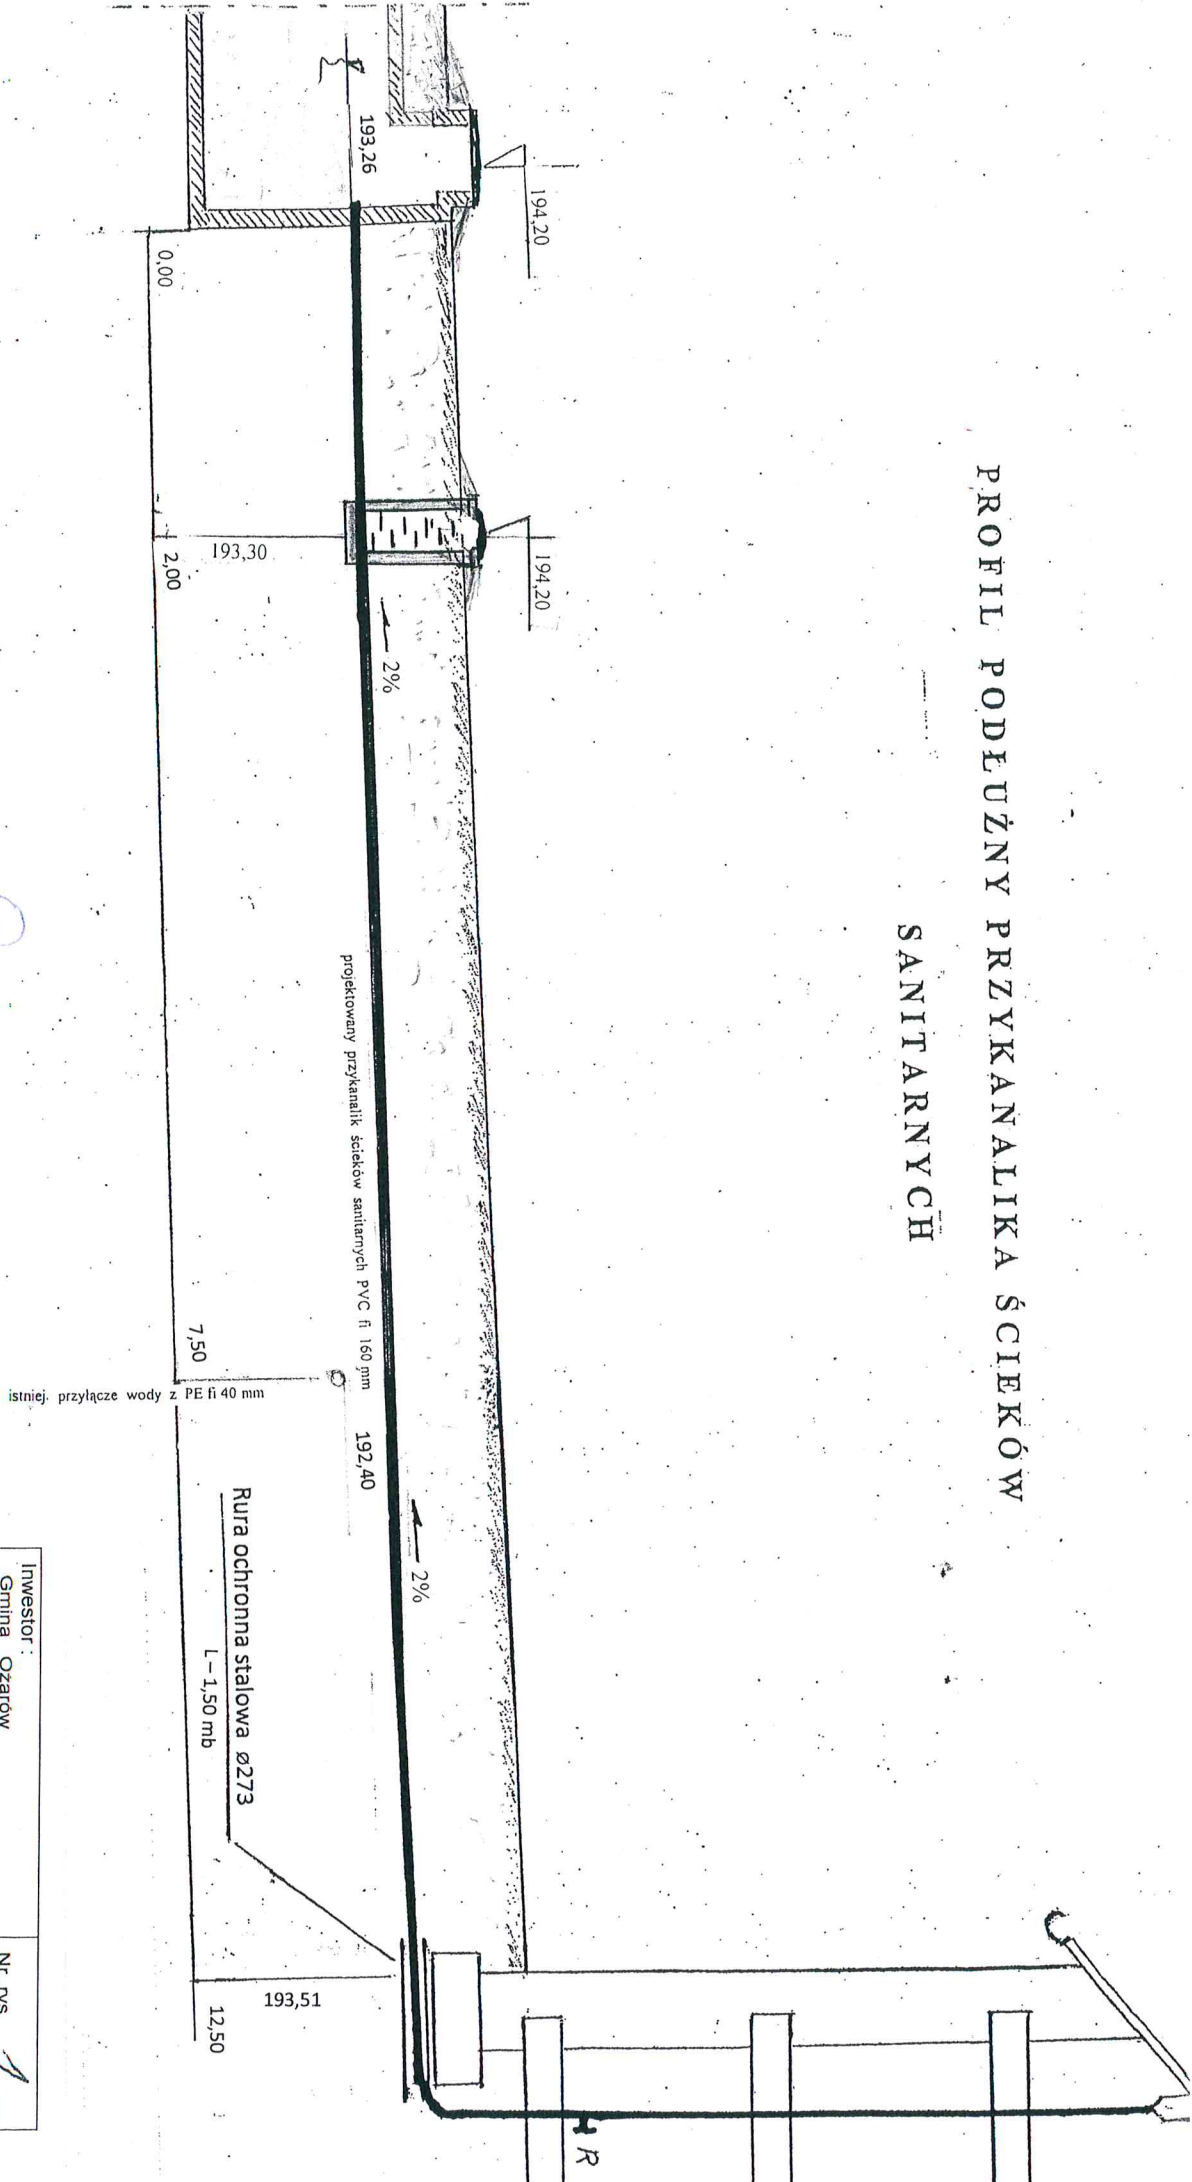 PROFIL PODŁUŻNY PRZYKANALIKA ŚCIEKÓW
SANITARNYCH
194,20
194,20
193,26
2%
2%
projektowany przykanalik ścieków sanitarnych PVC fi 160 mm
192,40
193,30
193,51
Rura ochronna stalowa ø273
L–1,50 mb
0,00
2,00
7,50
12,50
istniej. przyłącze wody z PE fi 40 mm
R
Inwestor :
Gmina Ożarów
Nr rys